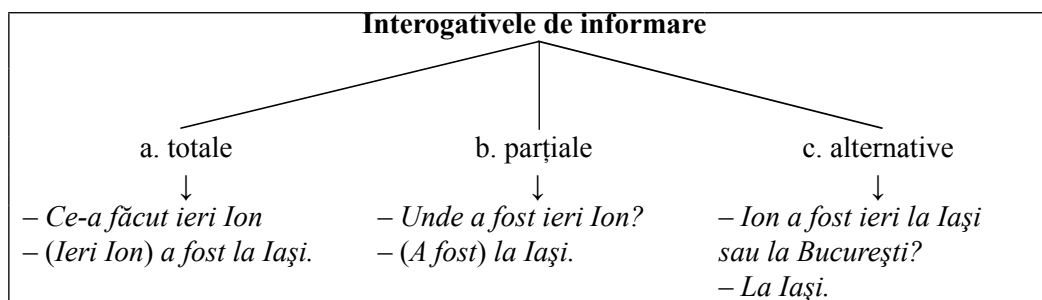 Interogativele de informare
a. totale
b. parțiale
c. alternative
↓
↓
↓
– Ce-a făcut ieri Ion
– (Ieri Ion) a fost la Iaşi.
– Unde a fost ieri Ion?
– (A fost) la Iaşi.
– Ion a fost ieri la Iaşi
sau la Bucureşti?
– La Iaşi.